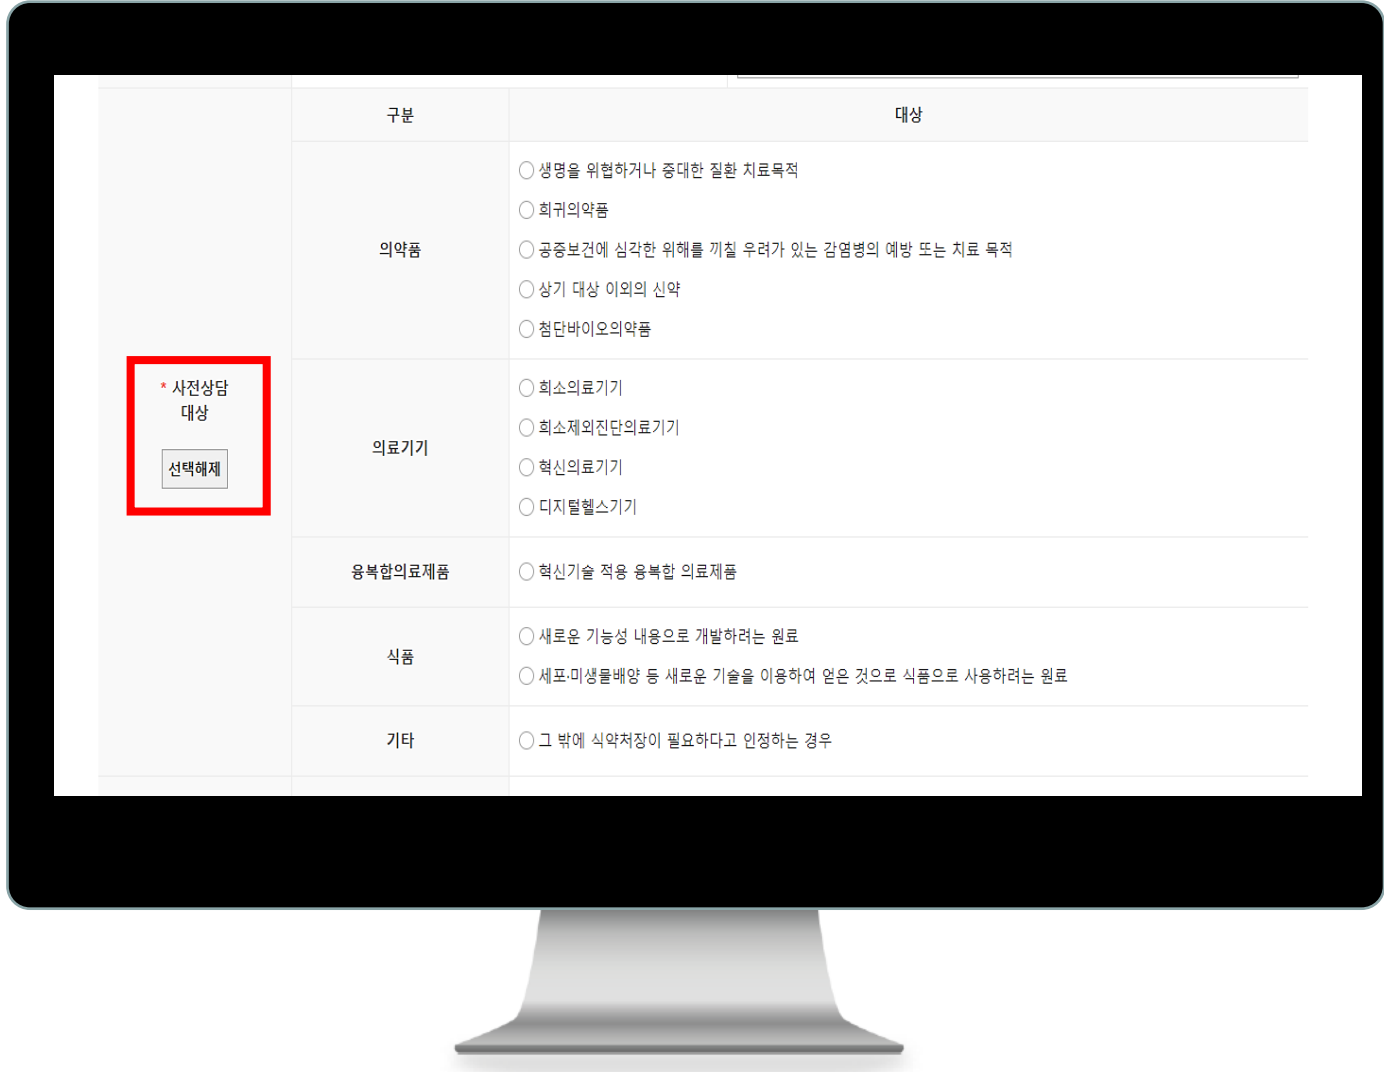 구분
대상
* 사전상담
대상
선택해제
의약품
생명을 위협하거나 중대한 질환 치료목적
희귀의약품
공중보건에 심각한 위해를 끼칠 우려가 있는 감염병의 예방 또는 치료 목적
상기 대상 이외의 신약
첨단바이오의약품
의료기기
희소의료기기
희소제외진단의료기기
혁신의료기기
디지털헬스기기
융복합의료제품
혁신기술 적용 융복합 의료제품
식품
새로운 기능성 내용으로 개발하려는 원료
세포·미생물배양 등 새로운 기술을 이용하여 얻은 것으로 식품으로 사용하려는 원료
기타
그 밖에 식약처장이 필요하다고 인정하는 경우